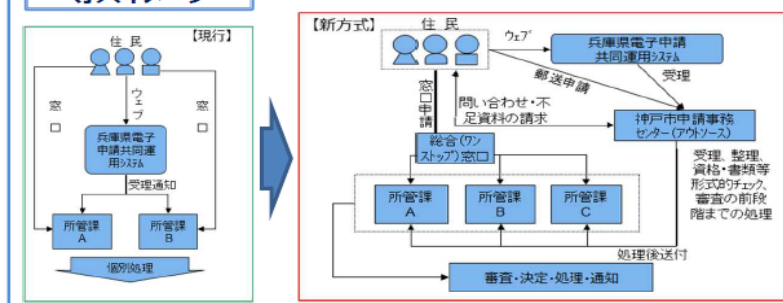 【現行】
住 民
窓
口
ウ
ェ
ブ
窓
口
兵庫県電子
申請共同運
用システム
受理通知
所管課
A
所管課
B
個別処理
【新方式】
住 民
ウェブ
兵庫県電子申請
共同運用システム
郵送申請
受理
窓
口
申
請
問い合わせ・不
足資料の請求
神戸市申請事務
センター(アウトソース)
総合(ワン
ストップ)窓口
受理、整理、
資格・書類等
形式的チェック、
審査の前段
階までの処理
所管課
A
所管課
B
所管課
C
処理後送付
審査・決定・処理・通知